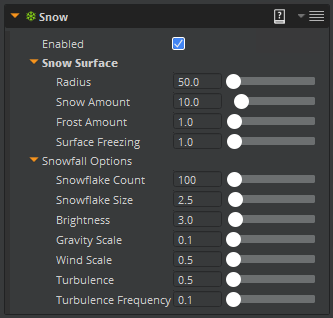 Snow
Enabled
Snow Surface
Radius 50.0
Snow Amount 10.0
Frost Amount 1.0
Surface Freezing 1.0
Snowfall Options
Snowflake Count 100
Snowflake Size 2.5
Brightness 3.0
Gravity Scale 0.1
Wind Scale 0.5
Turbulence 0.5
Turbulence Frequency 0.1